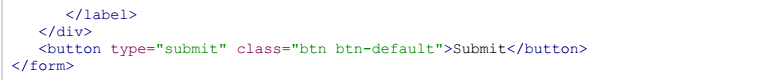 </label>
   </div>
   <button type="submit" class="btn btn-default">Submit</button>
</form>